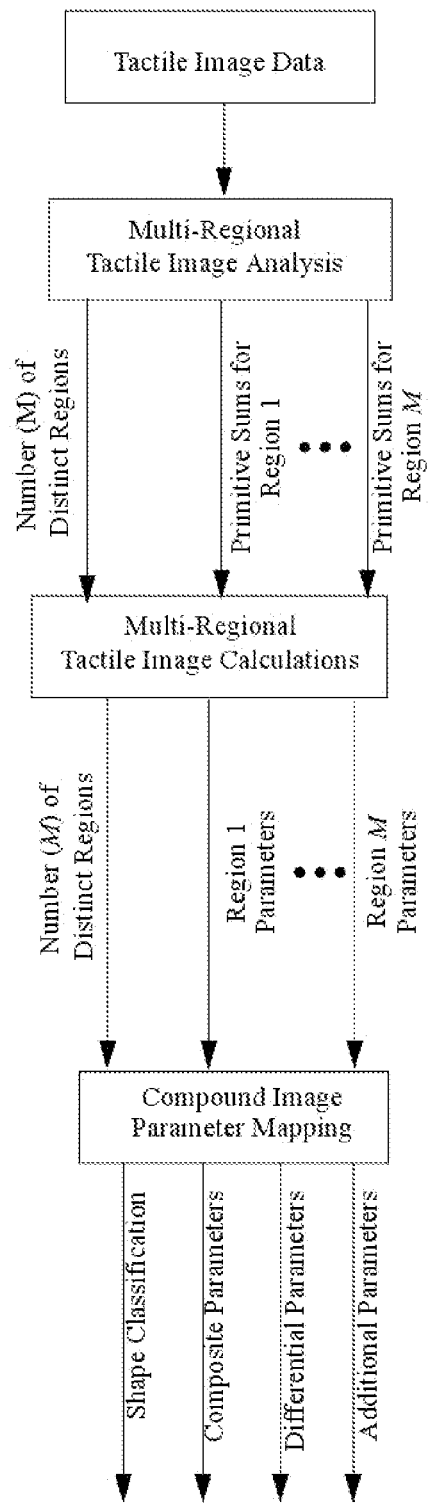 Tactile Image Data
Multi-Regional
Tactile Image Analysis
Number (M) of
Distinct Regions
Primitive Sums for
Region 1
Primitive Sums for
Region M
Multi-Regional
Tactile Image Calculations
Number (M) of
Distinct Regions
Region 1
Parameters
Region M
Parameters
Compound Image
Parameter Mapping
Shape Classification
Composite Parameters
Differential Parameters
Additional Parameters